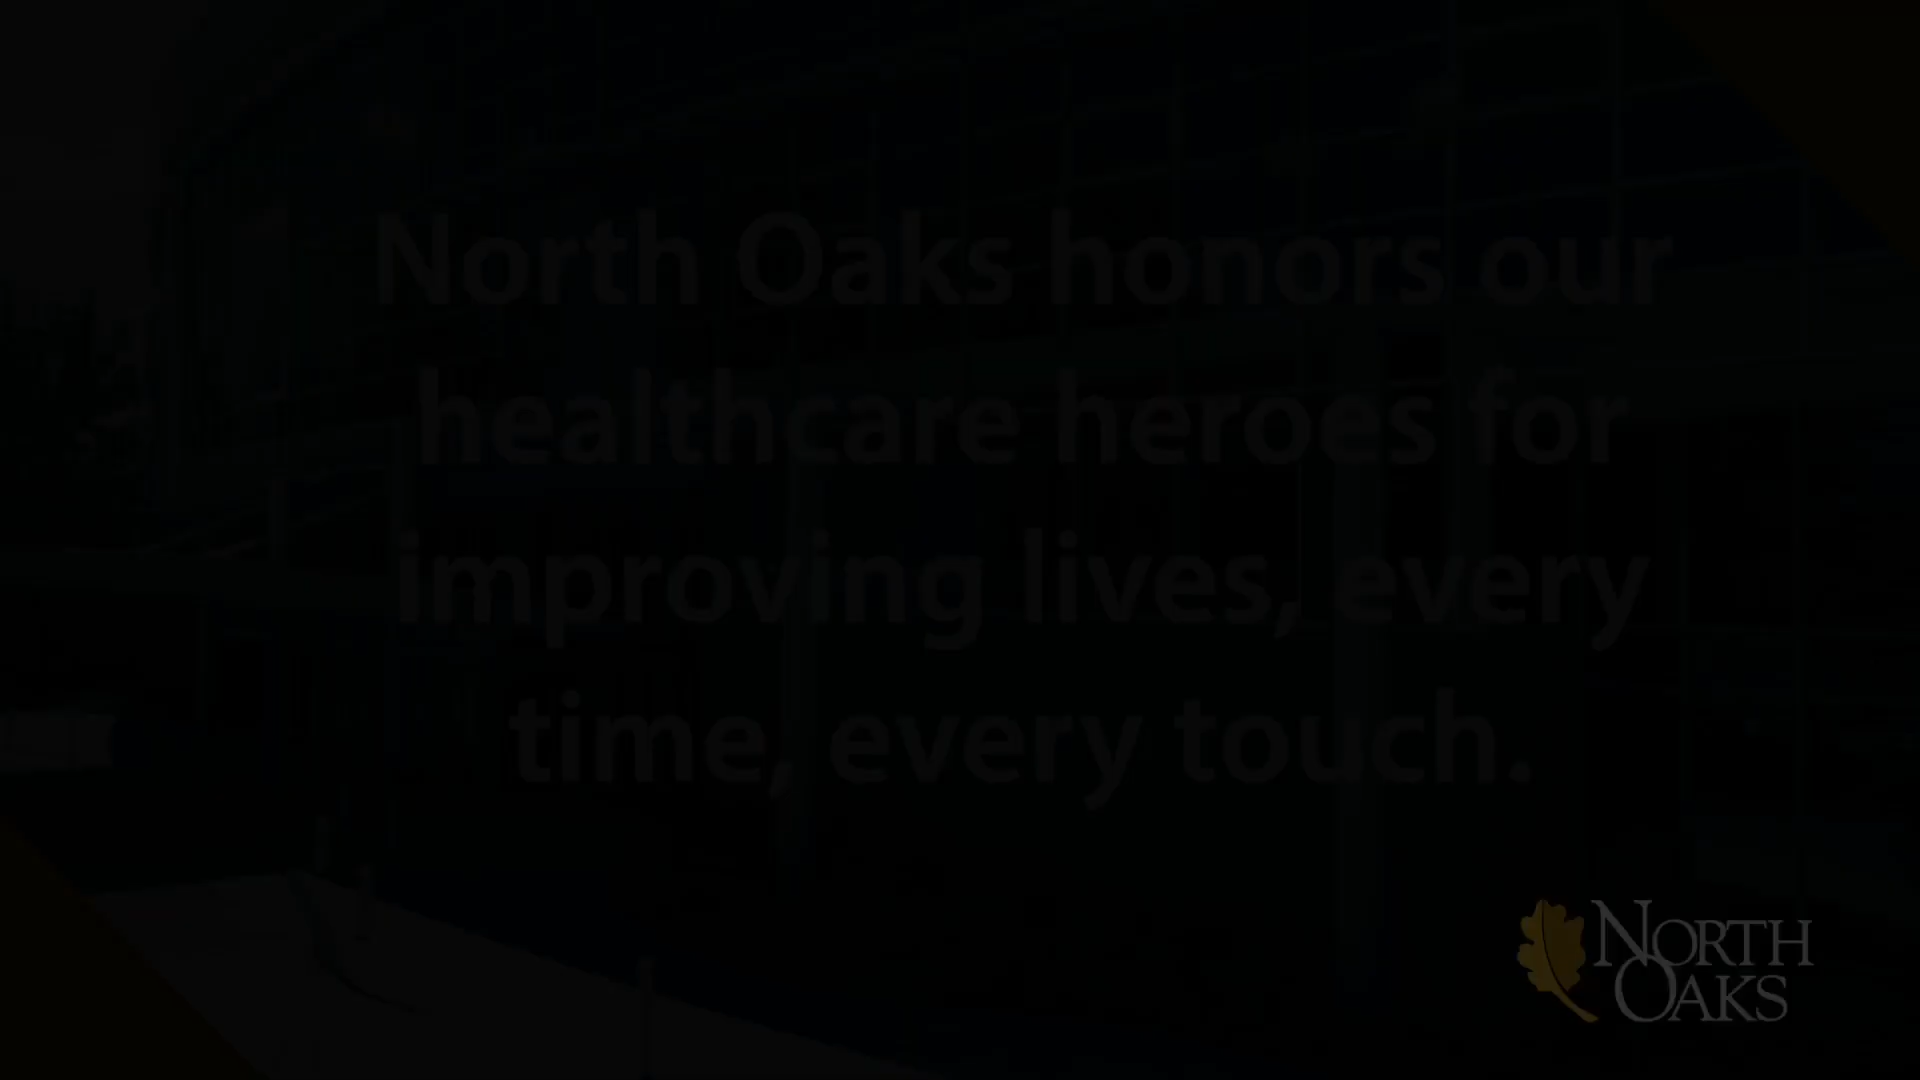 North Oaks honors our
healthcare heroes for
improving lives, every
time, every touch.
NORTH
OAKS